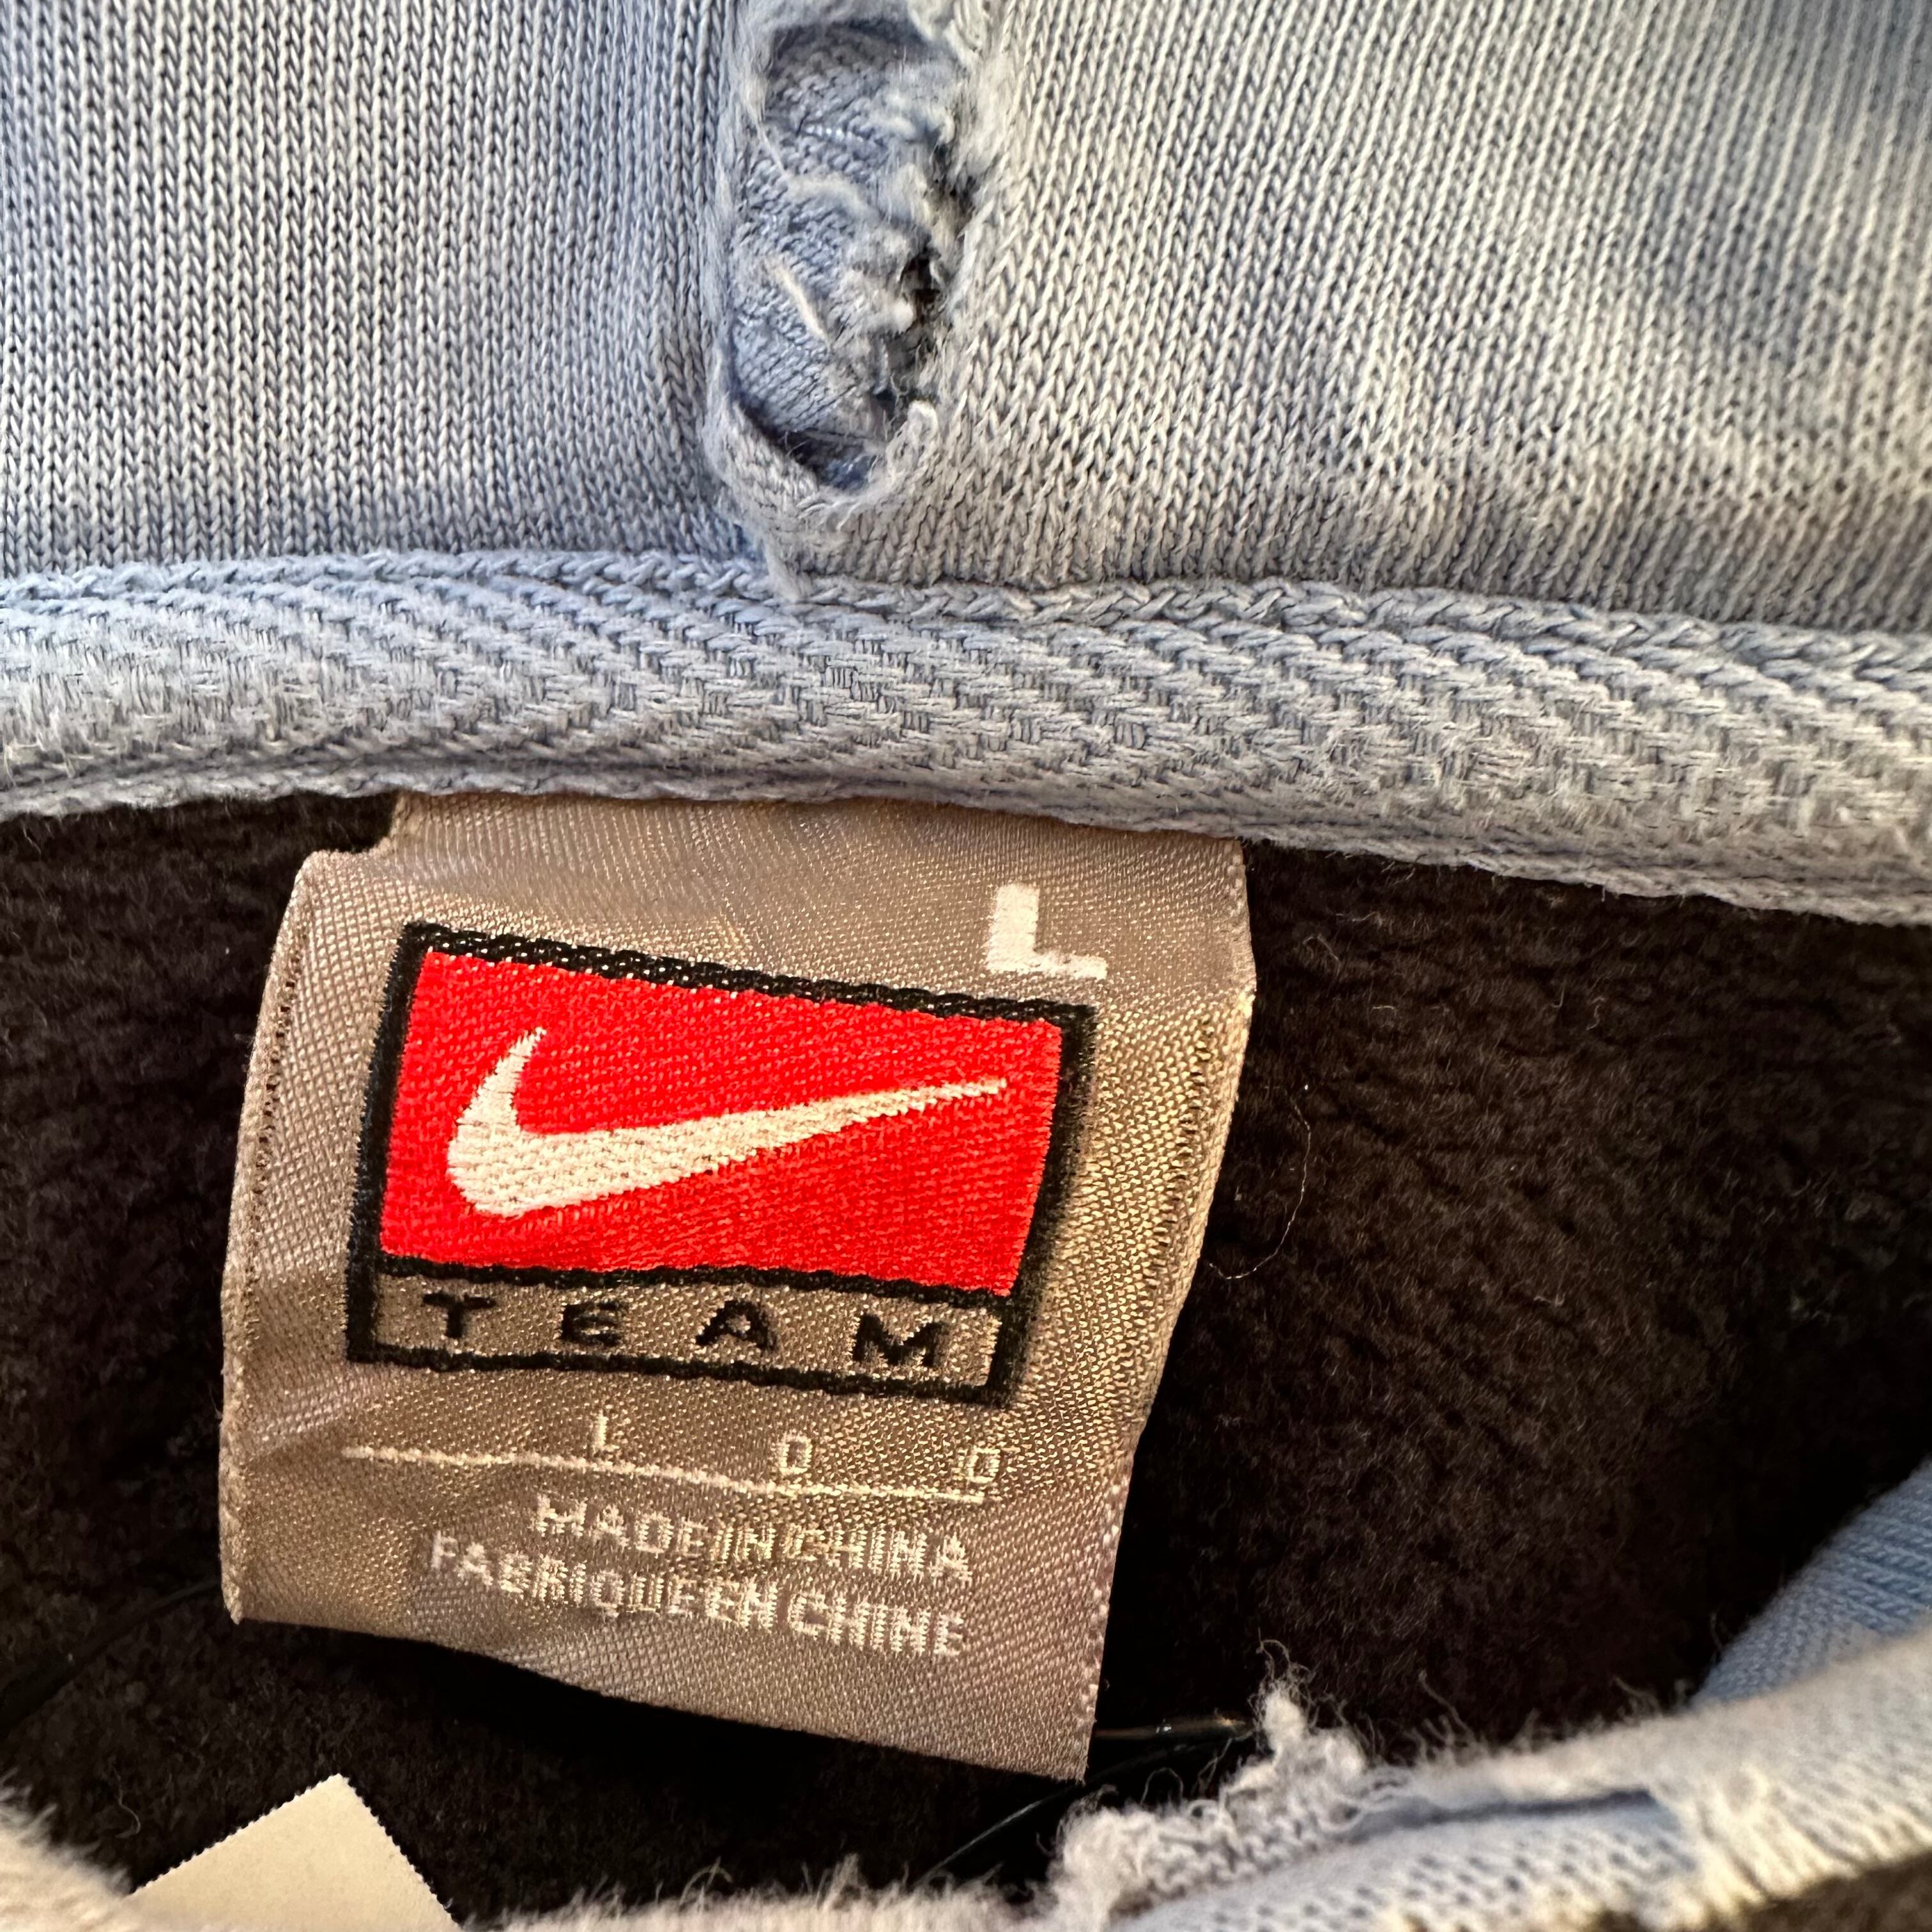 L
TEAM
L D G
MADE IN CHINA
FABRIQUE EN CHINE